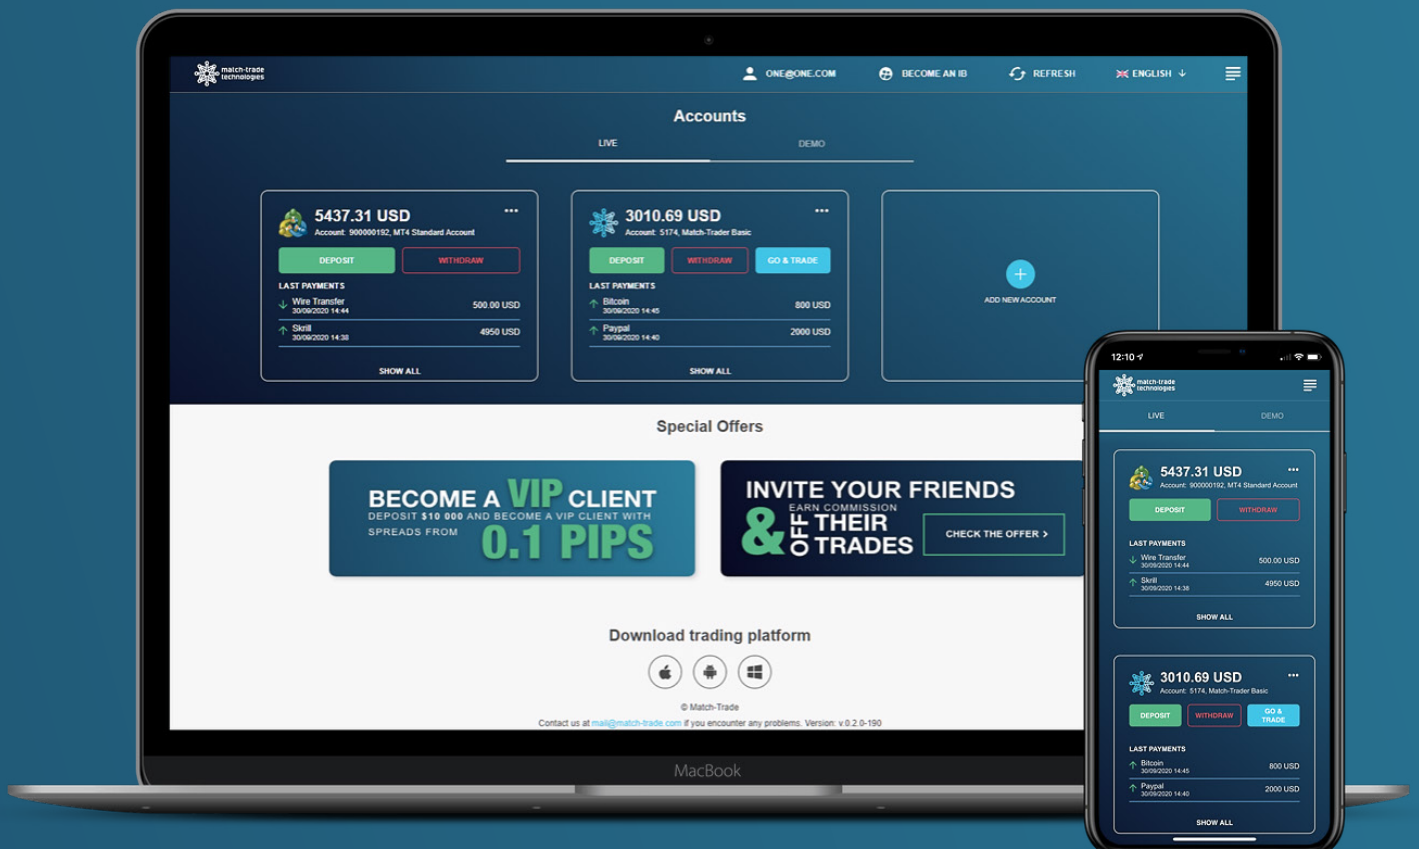 match-trade
technologies
ONE@ONE.COM
BECOME AN IB
REFRESH
ENGLISH
Accounts
LIVE
DEMO
5437.31 USD
Account: 900000192, MT4 Standard Account
DEPOSIT
WITHDRAW
LAST PAYMENTS
Wire Transfer
500.00 USD
30/09/2020 14:44
Skrill
4950 USD
30/09/2020 14:38
SHOW ALL
3010.69 USD
Account: 5174, Match-Trader Basic
DEPOSIT
WITHDRAW
GO & TRADE
LAST PAYMENTS
Bitcoin
800 USD
30/09/2020 14:45
Paypal
2000 USD
30/09/2020 14:40
SHOW ALL
ADD NEW ACCOUNT
Special Offers
BECOME A VIP CLIENT
DEPOSIT $10 000 AND BECOME A VIP CLIENT WITH
SPREADS FROM
0.1 PIPS
INVITE YOUR FRIENDS
EARN COMMISSION
& OFF THEIR
TRADES
CHECK THE OFFER >
Download trading platform
© Match-Trade
Contact us at mail@match-trade.com if you encounter any problems. Version: v.0.2.0-190
MacBook
12:10
match-trade
technologies
LIVE
DEMO
5437.31 USD
Account: 900000192, MT4 Standard Account
DEPOSIT
WITHDRAW
LAST PAYMENTS
Wire Transfer
500.00 USD
30/09/2020 14:44
Skrill
4950 USD
30/09/2020 14:38
SHOW ALL
3010.69 USD
Account: 5174, Match-Trader Basic
DEPOSIT
WITHDRAW
GO &
TRADE
LAST PAYMENTS
Bitcoin
800 USD
30/09/2020 14:45
Paypal
2000 USD
30/09/2020 14:40
SHOW ALL